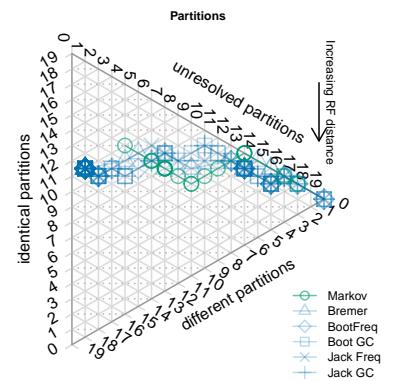 Partitions
0 1 2 3 4 5 6 7 8 9 10 11 12 13 14 15 16 17 18 19
unresolved partitions
Increasing RF distance
19 18 17 16 15 14 13 12 11 10 9 8 7 6 5 4 3 2 1 0
identical partitions
19 18 17 16 15 14 13 12 11 10 9 8 7 6 5 4 3 2 1 0
different partitions
Markov
Bremer
BootFreq
Boot GC
Jack Freq
Jack GC